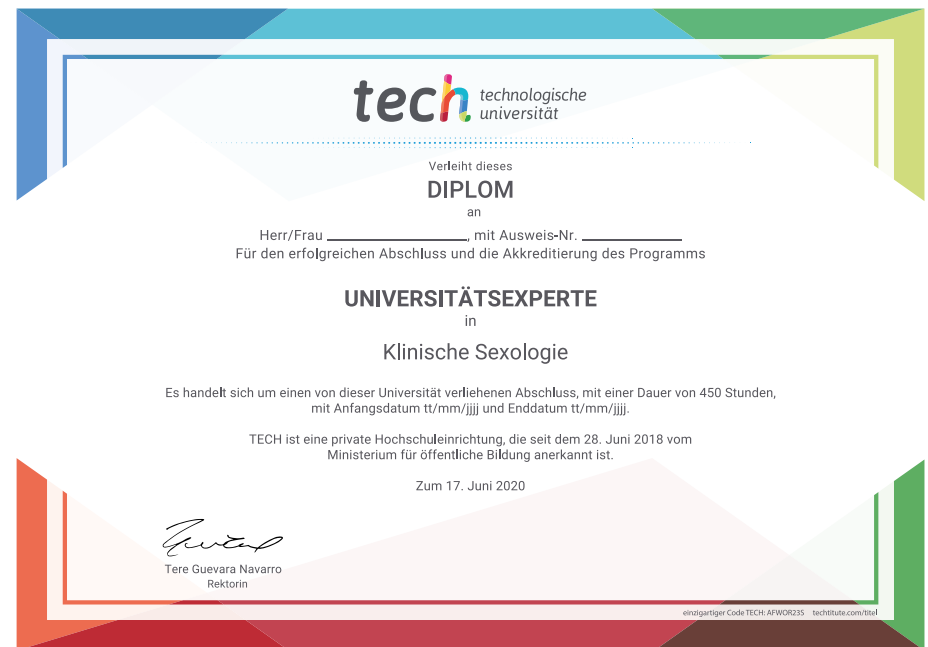 tech technologische
universität
Verleiht dieses
DIPLOM
an
Herr/Frau ____________, mit Ausweis-Nr. ____________
Für den erfolgreichen Abschluss und die Akkreditierung des Programms
UNIVERSITÄTSEXPERTE
in
Klinische Sexologie
Es handelt sich um einen von dieser Universität verliehenen Abschluss, mit einer Dauer von 450 Stunden,
mit Anfangsdatum tt/mm/jjjj und Enddatum tt/mm/jjjj.
TECH ist eine private Hochschuleinrichtung, die seit dem 28. Juni 2018 vom
Ministerium für öffentliche Bildung anerkannt ist.
Zum 17. Juni 2020
Tere Guevara Navarro
Rektorin
einzigartiger Code TECH: AFWOR23S techtitute.com/titel